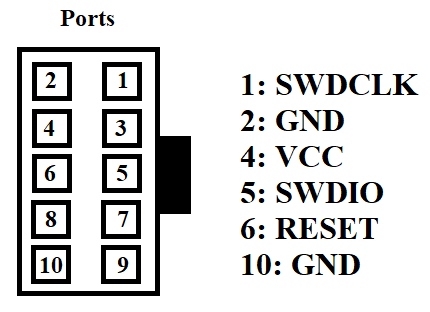 Ports
2 1
4 3
6 5
8 7
10 9
1: SWDCLK
2: GND
4: VCC
5: SWDIO
6: RESET
10: GND